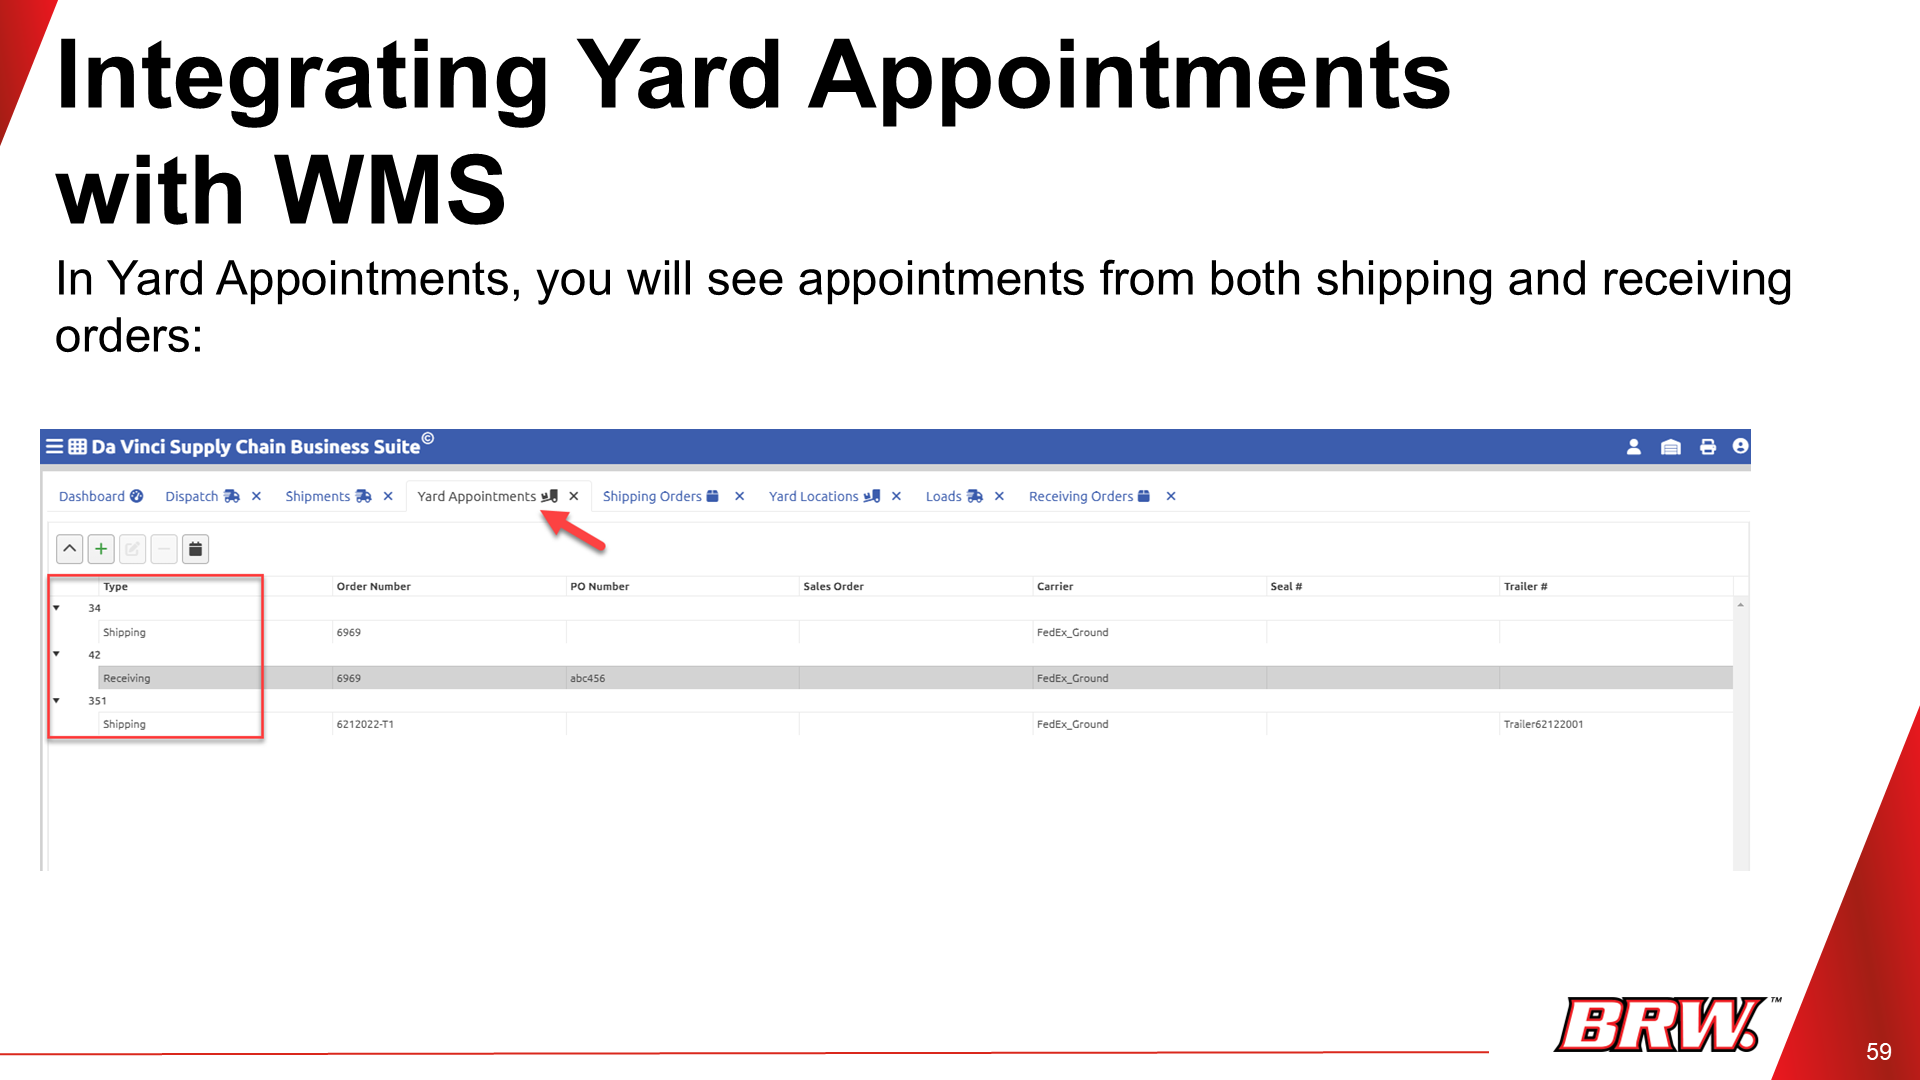 Integrating Yard Appointments
with WMS
In Yard Appointments, you will see appointments from both shipping and receiving
orders:
Da Vinci Supply Chain Business Suite©
Dashboard Dispatch × Shipments × Yard Appointments × Shipping Orders × Yard Locations × Loads × Receiving Orders ×
Type Order Number PO Number Sales Order Carrier Seal # Trailer #
34
Shipping 6969 FedEx_Ground
42
Receiving 6969 abc456 FedEx_Ground
351
Shipping 6212022-T1 FedEx_Ground Trailer62122001
BRW.™
59